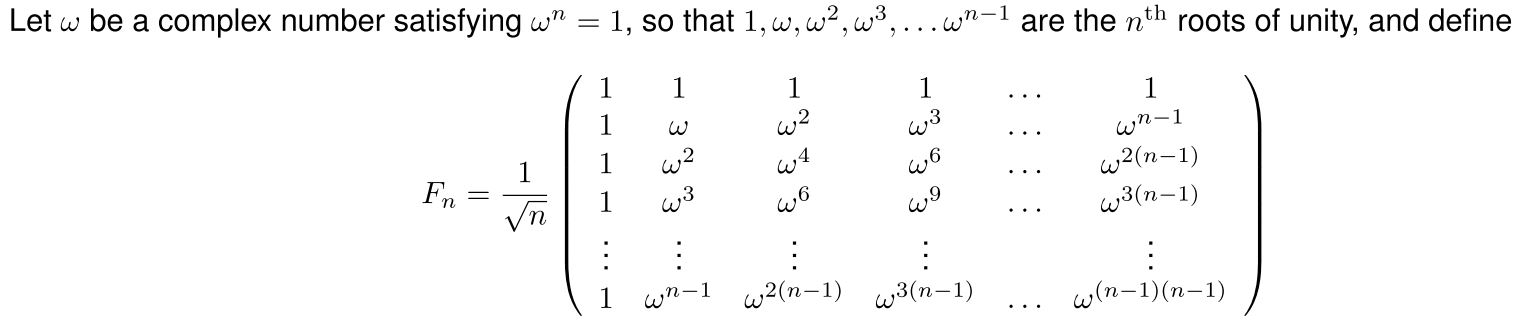 Let ω be a complex number satisfying ωⁿ = 1, so that 1, ω, ω², ω³, . . . ωⁿ⁻¹ are the nᵗʰ roots of unity, and define
1 1 1 1 … 1
1 ω ω² ω³ … ωⁿ⁻¹
1 ω² ω⁴ ω⁶ … ω²⁽ⁿ⁻¹⁾
Fₙ = 1/√n
1 ω³ ω⁶ ω⁹ … ω³⁽ⁿ⁻¹⁾
⋮ ⋮ ⋮ ⋮ ⋮
1 ωⁿ⁻¹ ω²⁽ⁿ⁻¹⁾ ω³⁽ⁿ⁻¹⁾ … ω⁽ⁿ⁻¹⁾⁽ⁿ⁻¹⁾